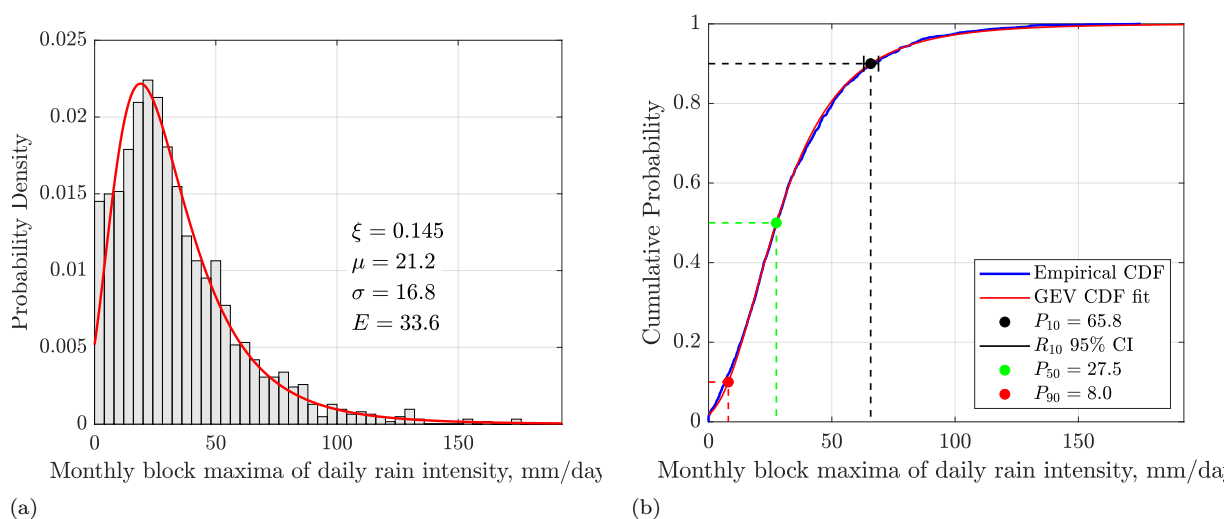 0.025
0.02
0.015
0.01
0.005
0
Probability Density
ξ = 0.145
μ = 21.2
σ = 16.8
E = 33.6
0 50 100 150
Monthly block maxima of daily rain intensity, mm/day
(a)
1
0.8
0.6
0.4
0.2
0
Cumulative Probability
Empirical CDF
GEV CDF fit
P₁₀ = 65.8
R₁₀ 95% CI
P₅₀ = 27.5
P₉₀ = 8.0
0 50 100 150
Monthly block maxima of daily rain intensity, mm/day
(b)